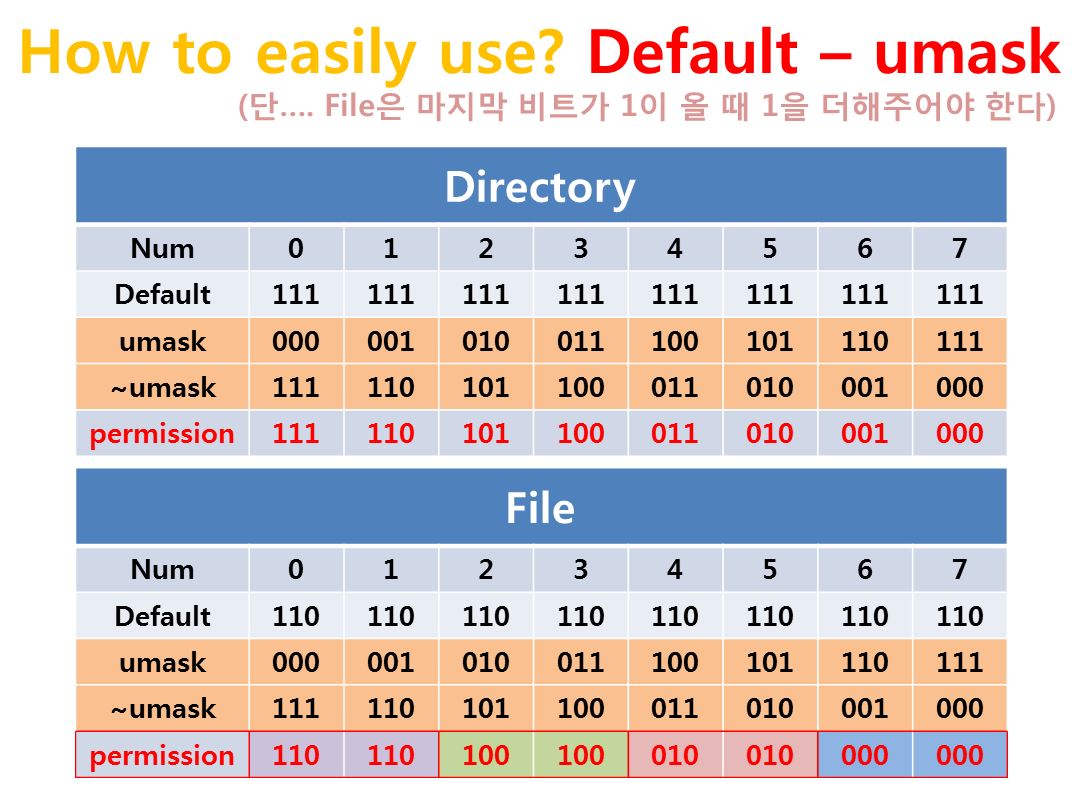 How to easily use? Default – umask
(단.... File은 마지막 비트가 1이 올 때 1을 더해주어야 한다)
Directory
Num 0 1 2 3 4 5 6 7
Default 111 111 111 111 111 111 111 111
umask 000 001 010 011 100 101 110 111
~umask 111 110 101 100 011 010 001 000
permission 111 110 101 100 011 010 001 000
File
Num 0 1 2 3 4 5 6 7
Default 110 110 110 110 110 110 110 110
umask 000 001 010 011 100 101 110 111
~umask 111 110 101 100 011 010 001 000
permission 110 110 100 100 010 010 000 000